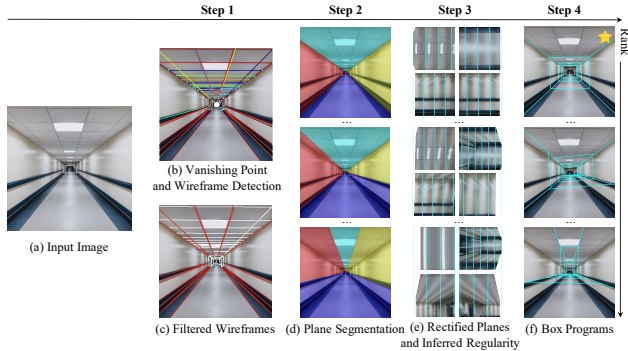 Step 1
Step 2
Step 3
Step 4
Rank
(a) Input Image
(b) Vanishing Point
and Wireframe Detection
(c) Filtered Wireframes
...
...
(d) Plane Segmentation
...
...
(e) Rectified Planes
and Inferred Regularity
...
...
(f) Box Programs